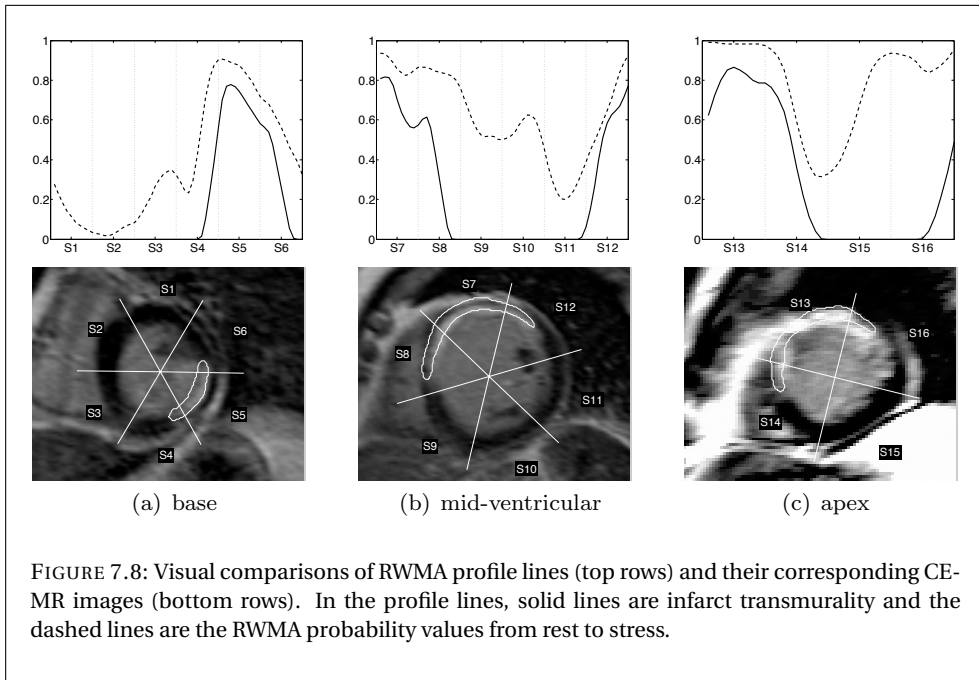 1
0.8
0.6
0.4
0.2
0
S1 S2 S3 S4 S5 S6
1
0.8
0.6
0.4
0.2
0
S7 S8 S9 S10 S11 S12
1
0.8
0.6
0.4
0.2
0
S13 S14 S15 S16
S1
S2
S6
S3
S5
S4
(a) base
S7
S12
S8
S11
S9
S10
(b) mid-ventricular
S13
S16
S14
S15
(c) apex
FIGURE 7.8: Visual comparisons of RWMA profile lines (top rows) and their corresponding CE-
MR images (bottom rows). In the profile lines, solid lines are infarct transmurality and the
dashed lines are the RWMA probability values from rest to stress.